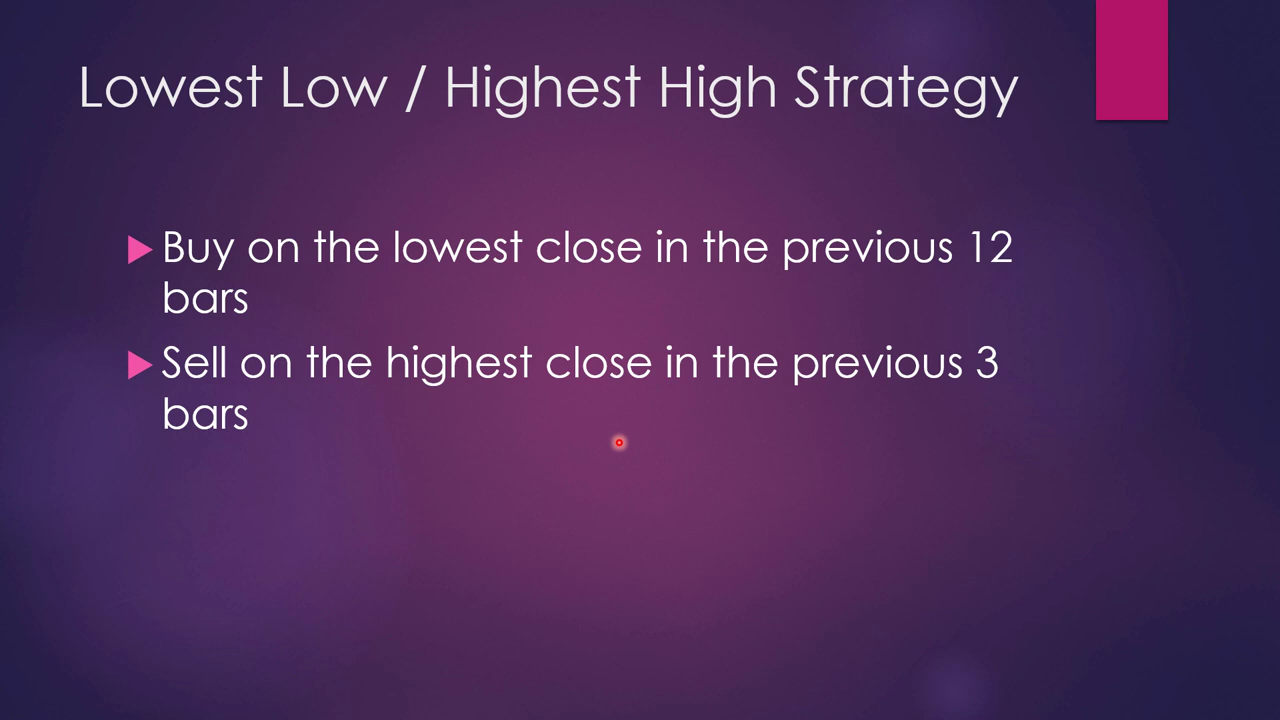 Lowest Low / Highest High Strategy
Buy on the lowest close in the previous 12
bars
Sell on the highest close in the previous 3
bars